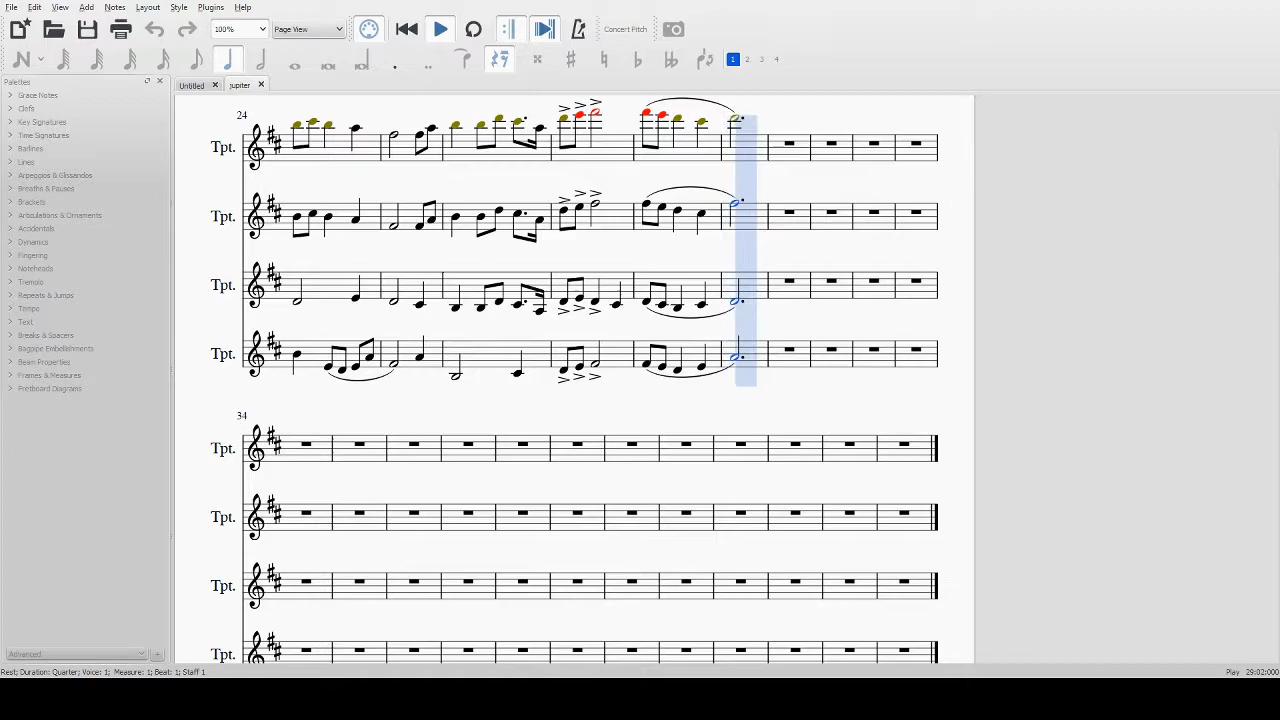 File Edit View Add Notes Layout Style Plugins Help
100% Page View Concert Pitch
1 2 3 4
Palettes
Untitled jupiter
Grace Notes
Clefs
Key Signatures
Time Signatures
Barlines
Lines
Arpeggios & Glissandos
Breaths & Pauses
Brackets
Articulations & Ornaments
Accidentals
Dynamics
Fingering
Noteheads
Tremolo
Repeats & Jumps
Tempo
Text
Breaks & Spacers
Bagpipe Embellishments
Beam Properties
Frames & Measures
Fretboard Diagrams
24
Tpt.
Tpt.
Tpt.
Tpt.
34
Tpt.
Tpt.
Tpt.
Tpt.
Advanced
Rest; Duration: Quarter; Voice: 1; Measure: 1; Beat: 1; Staff 1 Play 29:02:000